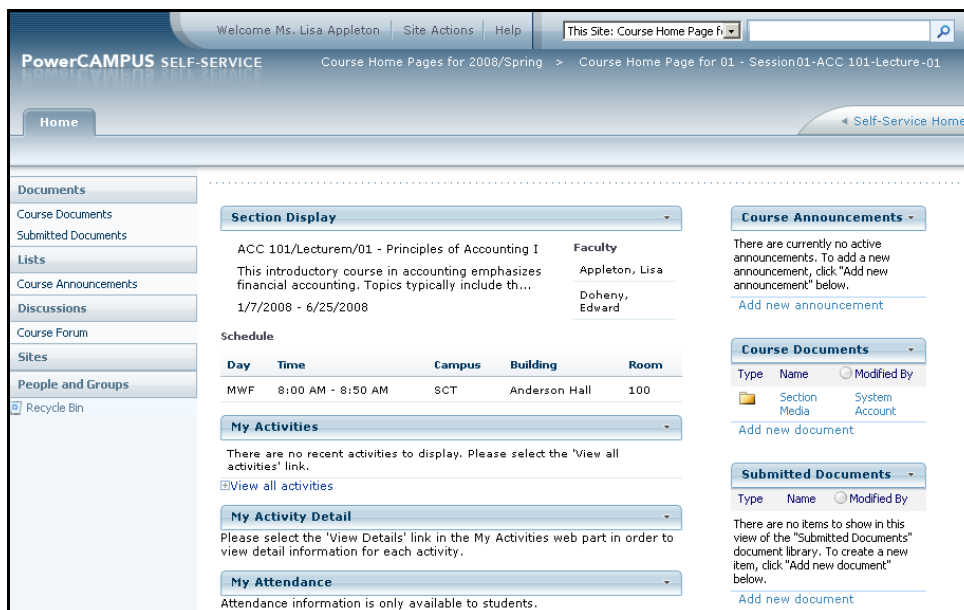 Welcome Ms. Lisa Appleton | Site Actions | Help
This Site: Course Home Page f
PowerCAMPUS SELF-SERVICE
Course Home Pages for 2008/Spring > Course Home Page for 01 - Session01-ACC 101-Lecture-01
Home
Self-Service Home
Documents
Course Documents
Submitted Documents
Lists
Course Announcements
Discussions
Course Forum
Sites
People and Groups
Recycle Bin
Section Display
ACC 101/Lecturem/01 - Principles of Accounting I
This introductory course in accounting emphasizes
financial accounting. Topics typically include th...
1/7/2008 - 6/25/2008
Faculty
Appleton, Lisa
Doheny,
Edward
Schedule
Day Time Campus Building Room
MWF 8:00 AM - 8:50 AM SCT Anderson Hall 100
My Activities
There are no recent activities to display. Please select the 'View all
activities' link.
View all activities
My Activity Detail
Please select the 'View Details' link in the My Activities web part in order to
view detail information for each activity.
My Attendance
Attendance information is only available to students.
Course Announcements
There are currently no active
announcements. To add a new
announcement, click "Add new
announcement" below.
Add new announcement
Course Documents
Type Name Modified By
Section System
Media Account
Add new document
Submitted Documents
Type Name Modified By
There are no items to show in this
view of the "Submitted Documents"
document library. To create a new
item, click "Add new document"
below.
Add new document